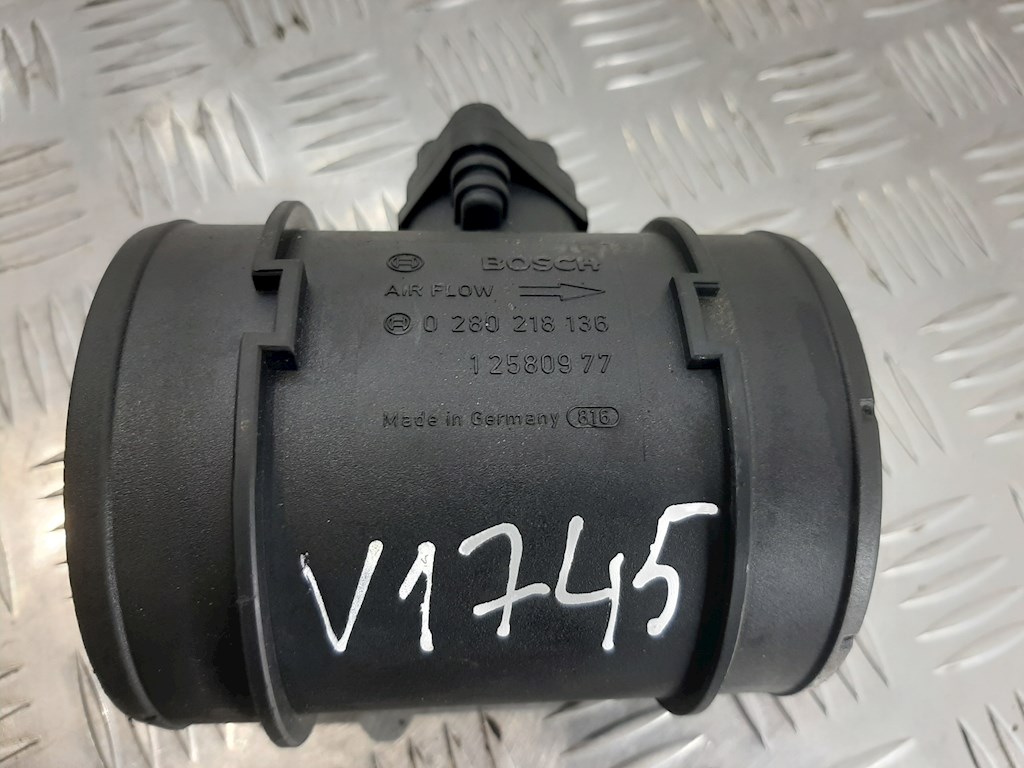 BOSCH
AIR FLOW
0 280 218 136
12580977
Made in Germany 816
V1745